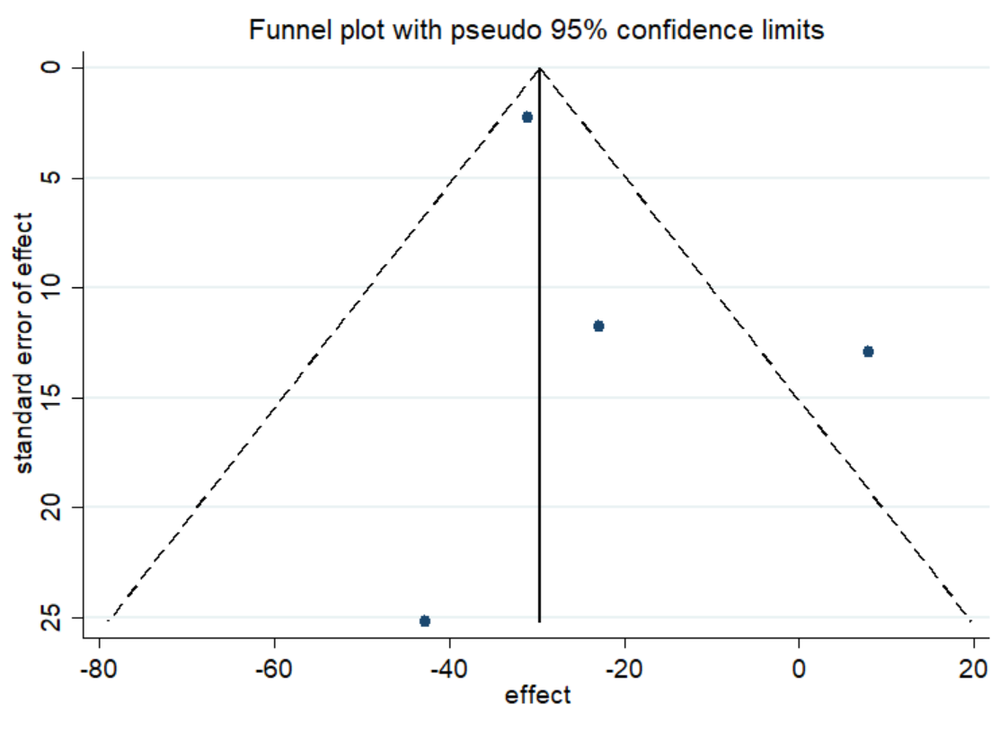 Funnel plot with pseudo 95% confidence limits
0
5
10
15
20
25
standard error of effect
-80 -60 -40 -20 0 20
effect